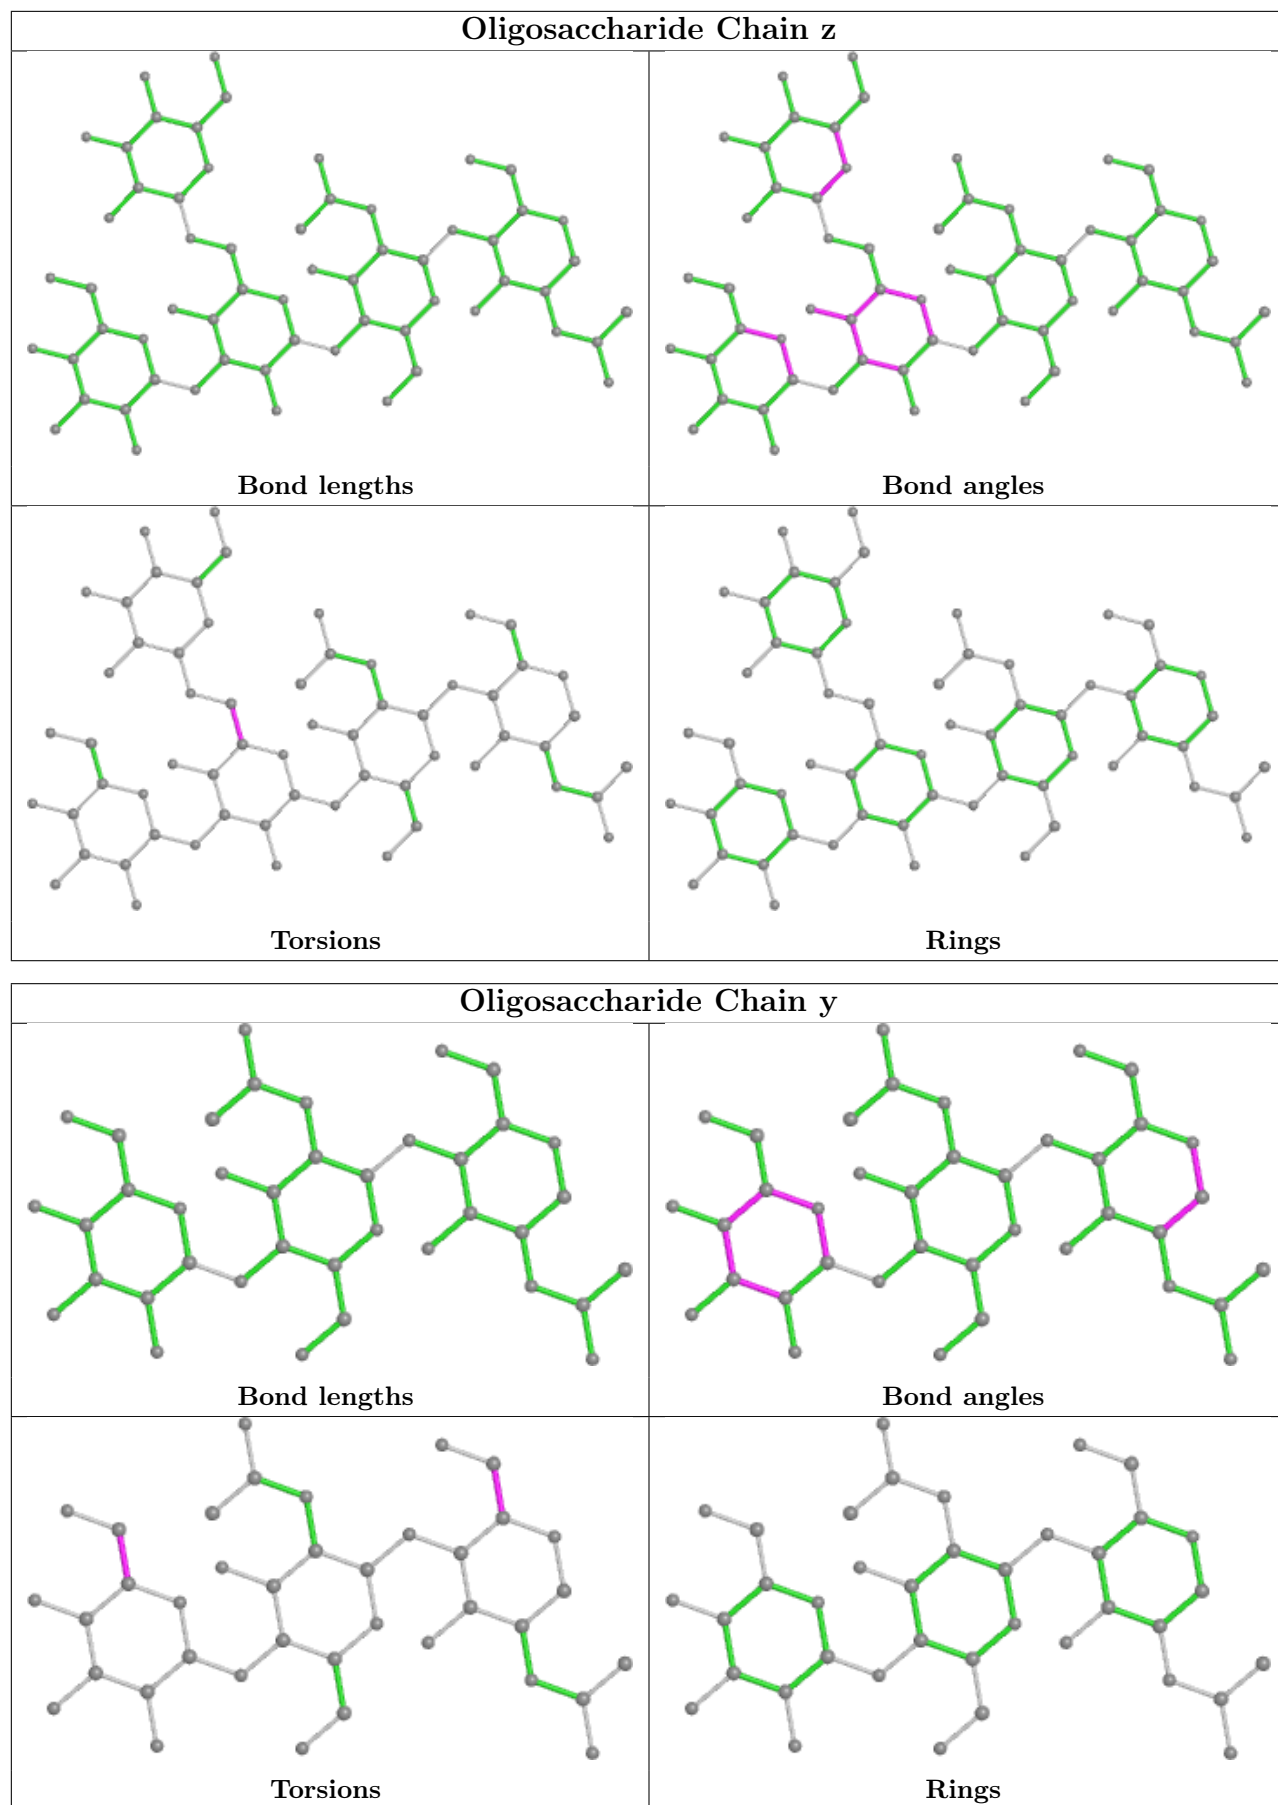 Oligosaccharide Chain z
Bond lengths
Bond angles
Torsions
Rings
Oligosaccharide Chain y
Bond lengths
Bond angles
Torsions
Rings